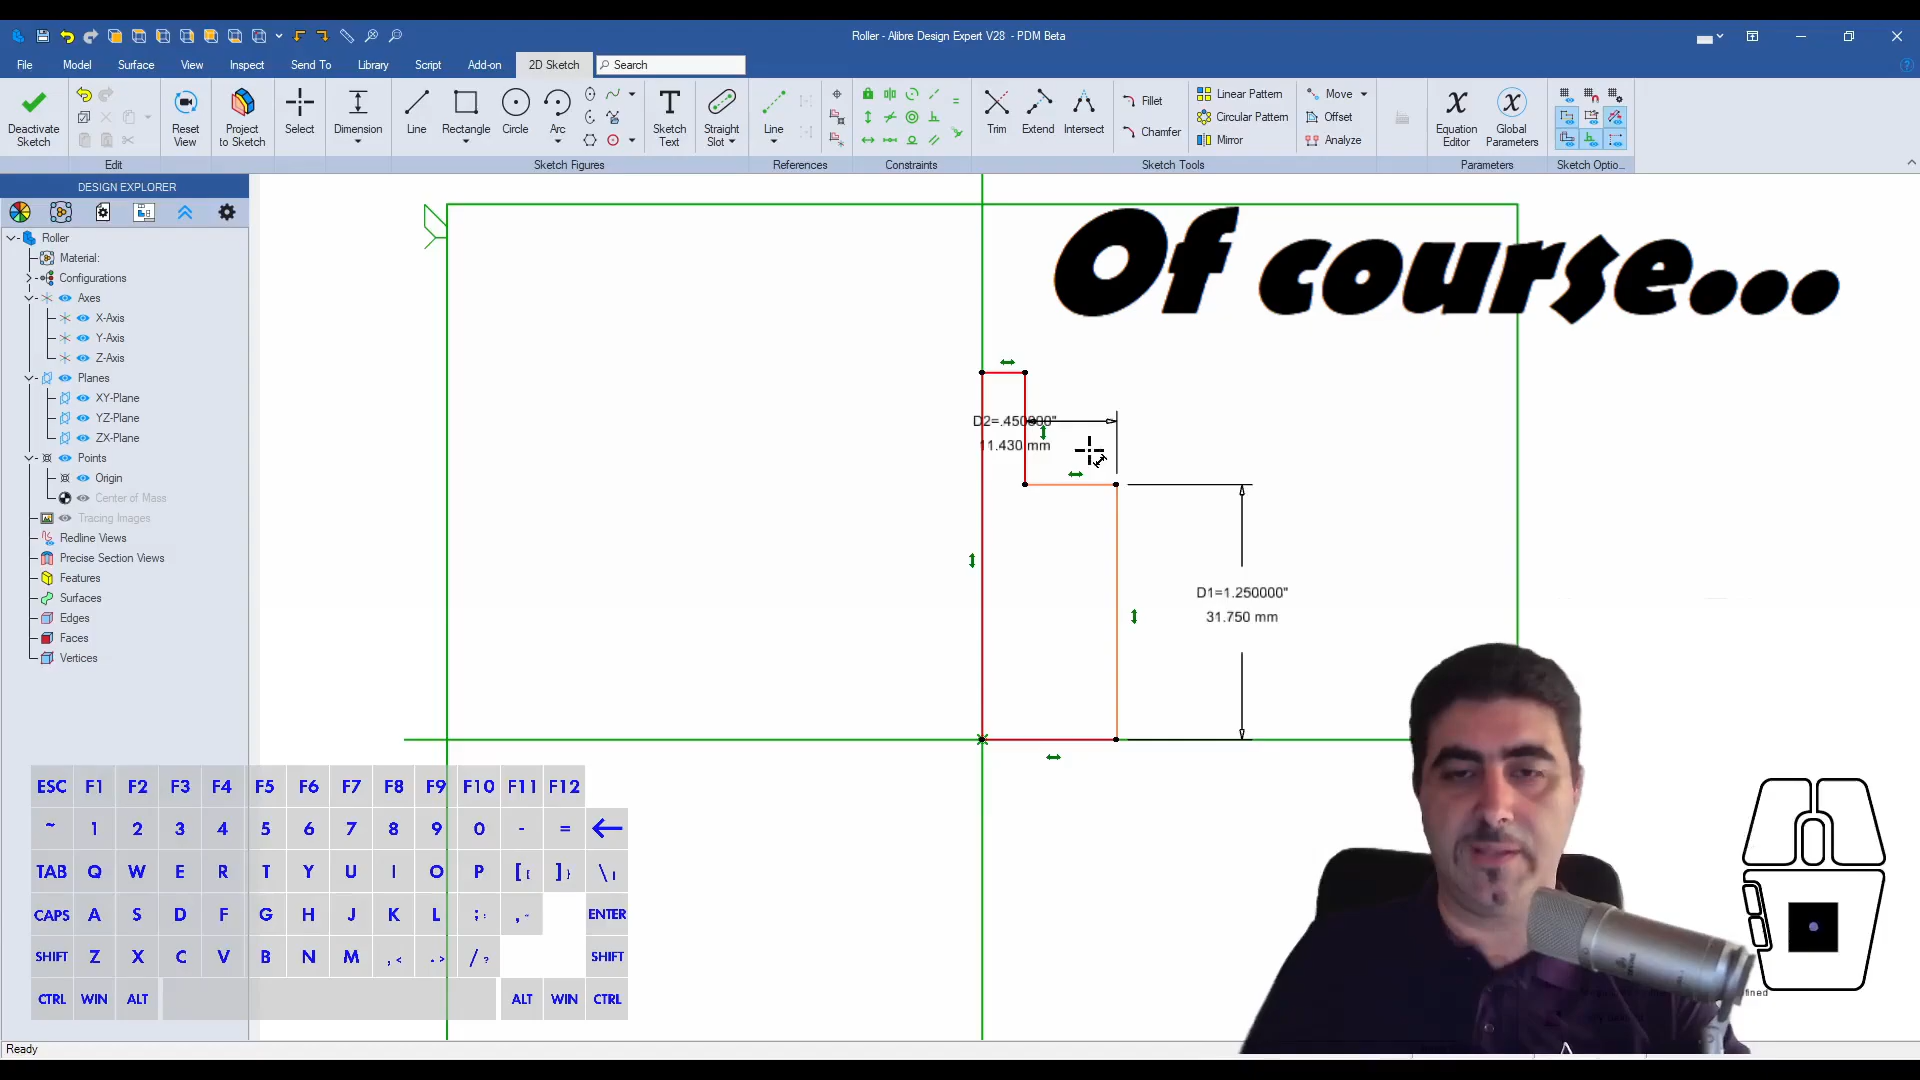 Roller - Alibre Design Expert V28 - PDM Beta
File Model Surface View Inspect Send To Library Script Add-on 2D Sketch Search
Deactivate Sketch
Edit
Reset View
Project to Sketch
Select
Dimension
Line Rectangle Circle Arc
Sketch Text
Straight Slot
Sketch Figures
Line
References
Constraints
Trim Extend Intersect
Fillet
Chamfer
Linear Pattern
Circular Pattern
Mirror
Move
Offset
Analyze
Sketch Tools
Equation Editor
Global Parameters
Parameters
Sketch Optio...
DESIGN EXPLORER
Roller
Material:
Configurations
Axes
X-Axis
Y-Axis
Z-Axis
Planes
XY-Plane
YZ-Plane
ZX-Plane
Points
Origin
Center of Mass
Tracing Images
Redline Views
Precise Section Views
Features
Surfaces
Edges
Faces
Vertices
Of course...
D2=.450000"
11.430 mm
D1=1.250000"
31.750 mm
ESC F1 F2 F3 F4 F5 F6 F7 F8 F9 F10 F11 F12
~ 1 2 3 4 5 6 7 8 9 0 - = ←
TAB Q W E R T Y U I O P [{ ]} \|
CAPS A S D F G H J K L ;: ENTER
SHIFT Z X C V B N M ,< .> /? SHIFT
CTRL WIN ALT ALT WIN CTRL
Ready